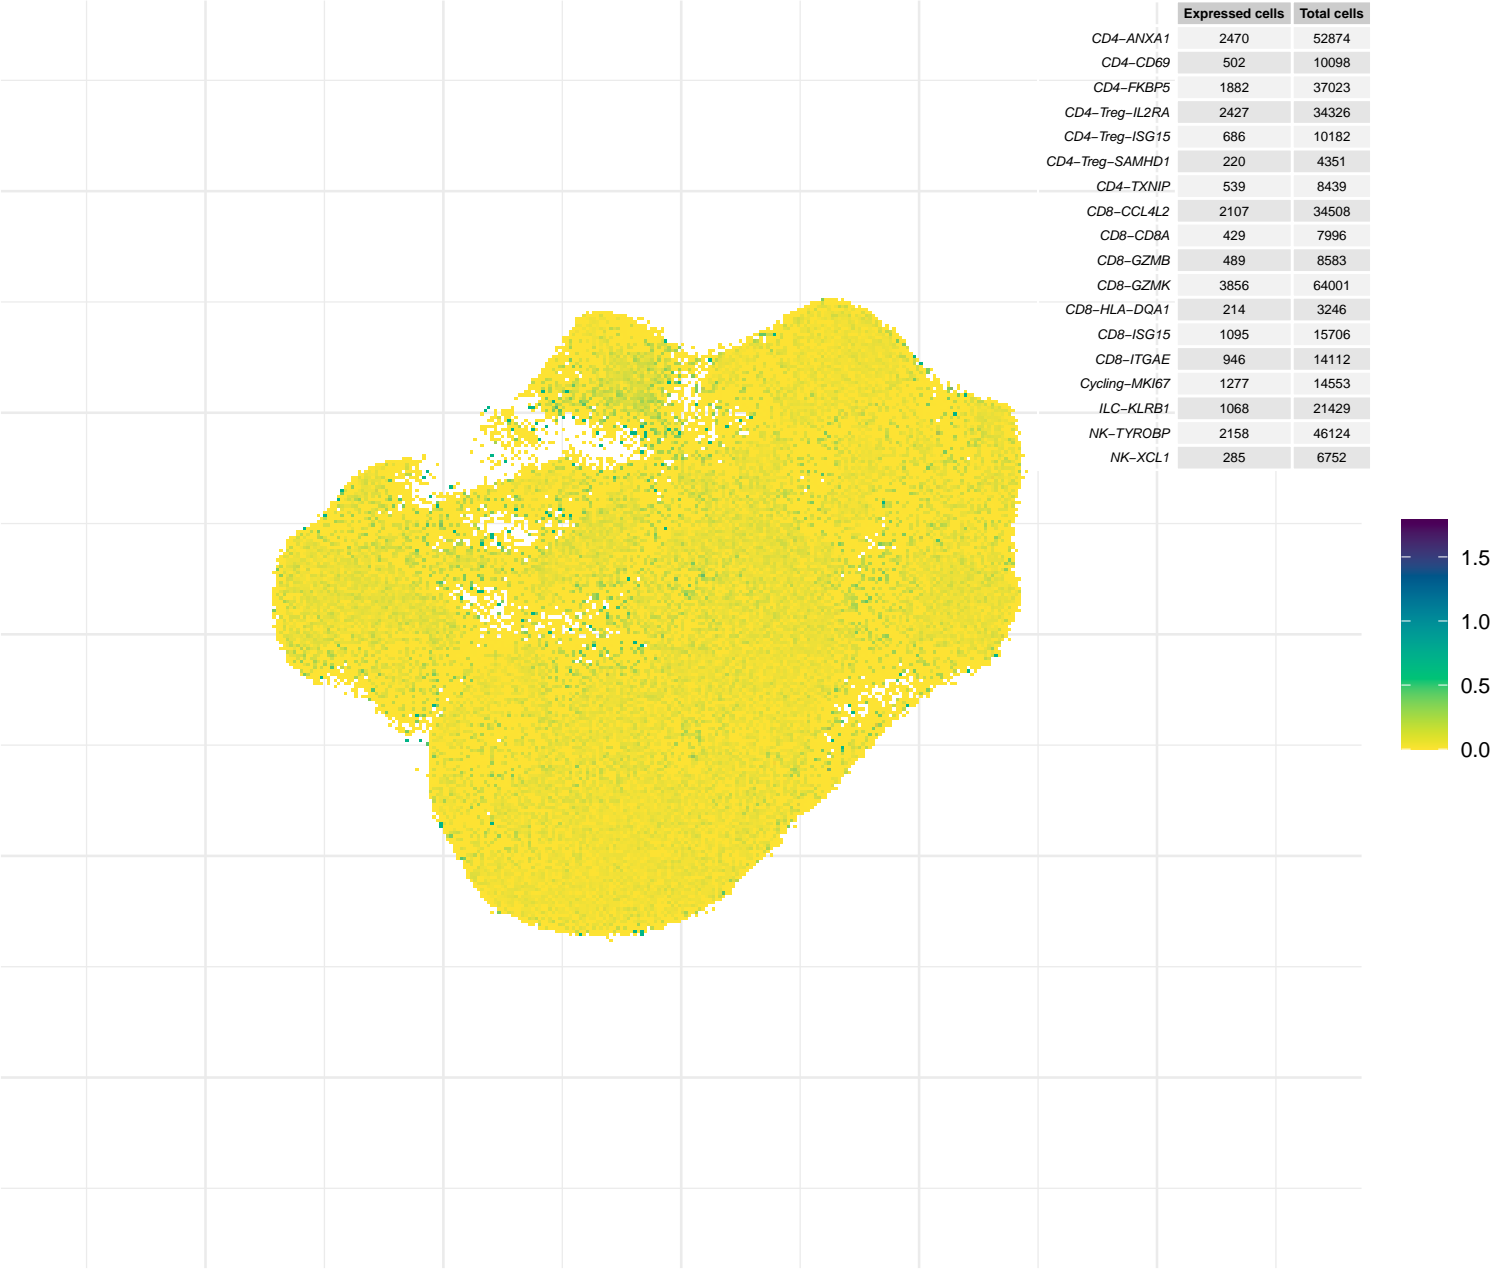 Expressed cells Total cells
CD4−ANXA1 2470 52874
CD4−CD69 502 10098
CD4−FKBP5 1882 37023
CD4−Treg−IL2RA 2427 34326
CD4−Treg−ISG15 686 10182
CD4−Treg−SAMHD1 220 4351
CD4−TXNIP 539 8439
CD8−CCL4L2 2107 34508
CD8−CD8A 429 7996
CD8−GZMB 489 8583
CD8−GZMK 3856 64001
CD8−HLA−DQA1 214 3246
CD8−ISG15 1095 15706
CD8−ITGAE 946 14112
Cycling−MKI67 1277 14553
ILC−KLRB1 1068 21429
NK−TYROBP 2158 46124
NK−XCL1 285 6752
1.5
1.0
0.5
0.0